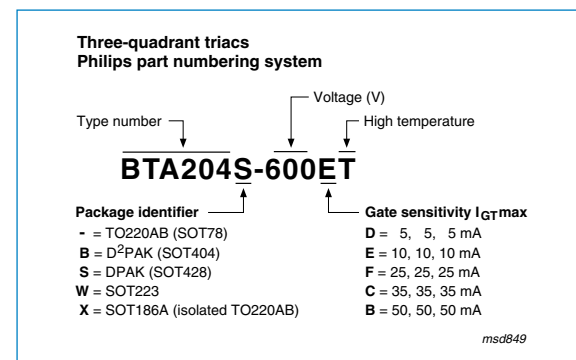 Three-quadrant triacs
Philips part numbering system
Voltage (V)
Type number
High temperature
BTA204S-600ET
Package identifier
- = TO220AB (SOT78)
B = D²PAK (SOT404)
S = DPAK (SOT428)
W = SOT223
X = SOT186A (isolated TO220AB)
Gate sensitivity IGTmax
D = 5, 5, 5 mA
E = 10, 10, 10 mA
F = 25, 25, 25 mA
C = 35, 35, 35 mA
B = 50, 50, 50 mA
msd849